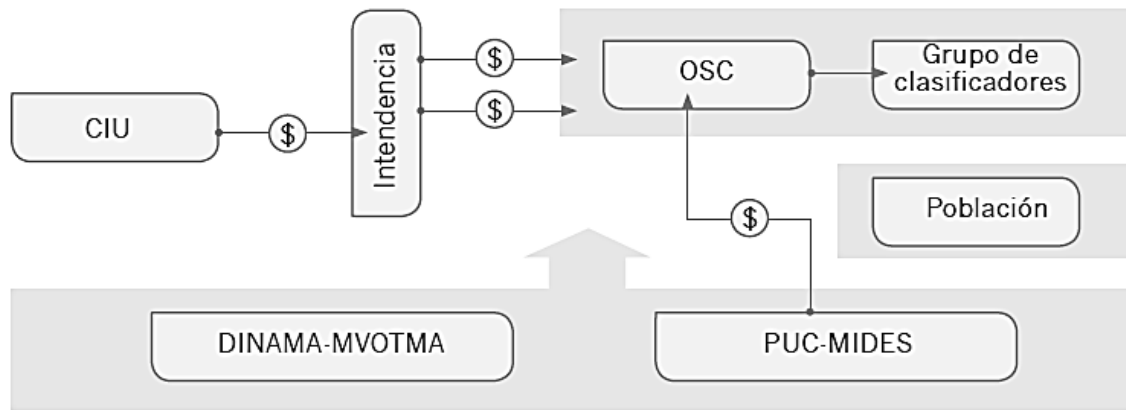 CIU
$
Intendencia
$
$
OSC
Grupo de
clasificadores
Población
$
DINAMA-MVOTMA
PUC-MIDES